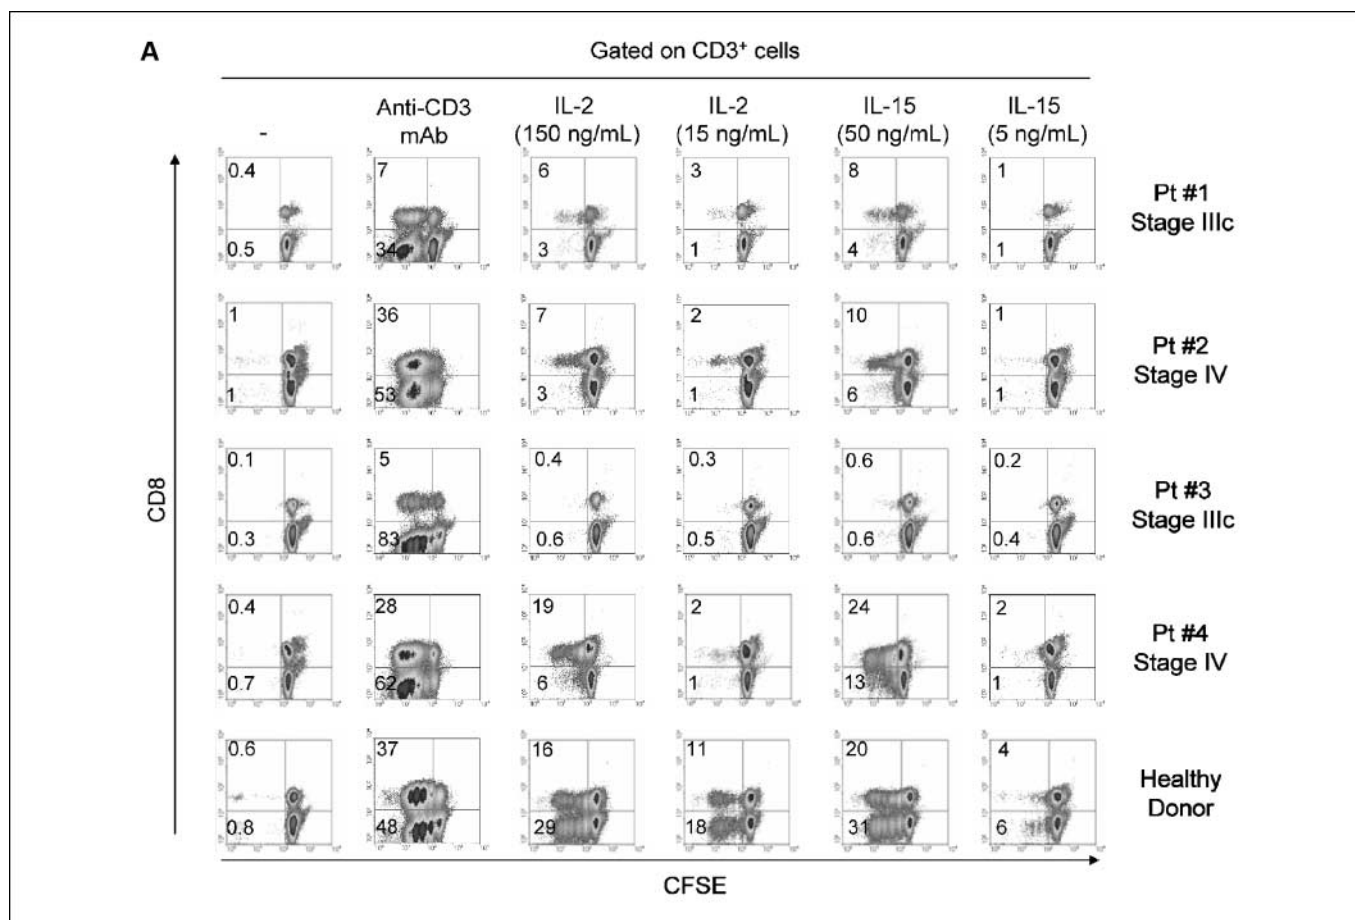 A
Gated on CD3⁺ cells
-
Anti-CD3
mAb
IL-2
(150 ng/mL)
IL-2
(15 ng/mL)
IL-15
(50 ng/mL)
IL-15
(5 ng/mL)
0.4 7 6 3 8 1
Pt #1
Stage IIIc
0.5 34 3 1 4 1
1 36 7 2 10 1
Pt #2
Stage IV
1 53 3 1 6 1
0.1 5 0.4 0.3 0.6 0.2
Pt #3
Stage IIIc
0.3 83 0.6 0.5 0.6 0.4
0.4 28 19 2 24 2
Pt #4
Stage IV
0.7 62 6 1 13 1
0.6 37 16 11 20 4
Healthy
Donor
0.8 48 29 18 31 6
CD8
CFSE